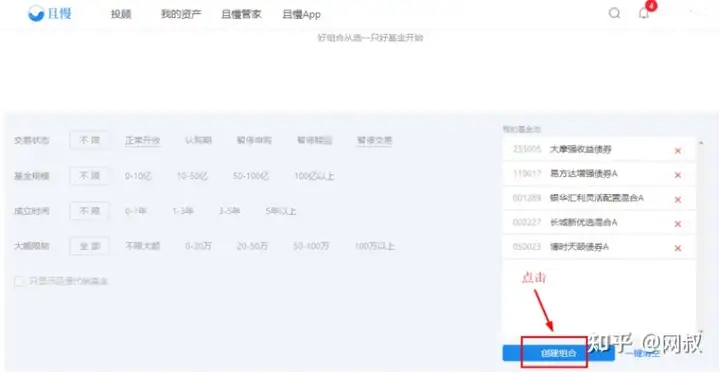 且慢 投顾 我的资产 且慢管家 且慢App 4
好组合从选一只好基金开始
交易状态 不限 正常开放 认购期 暂停申购 暂停赎回 暂停交易
基金规模 不限 0-10亿 10-50亿 50-100亿 100亿以上
成立时间 不限 0-1年 1-3年 3-5年 5年以上
大额限制 全部 不限大额 0-20万 20-50万 50-100万 100万以上
只显示且慢代销基金
我的基金池
233005 大摩强收益债券
110017 易方达增强债券A
001289 银华汇利灵活配置混合A
000227 长城新优选混合A
050023 博时天颐债券A
点击
创建组合 一键清空
知乎 @网叔